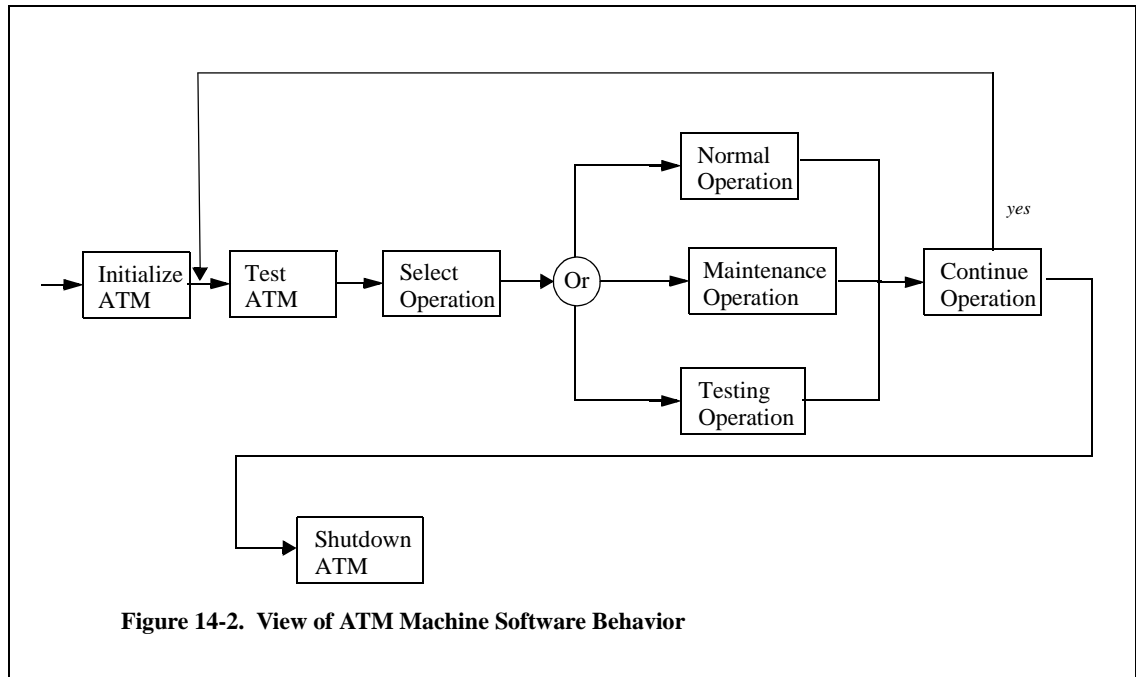 Normal
Operation
yes
Initialize
ATM
Test
ATM
Select
Operation
Or
Maintenance
Operation
Continue
Operation
Testing
Operation
Shutdown
ATM
Figure 14-2. View of ATM Machine Software Behavior